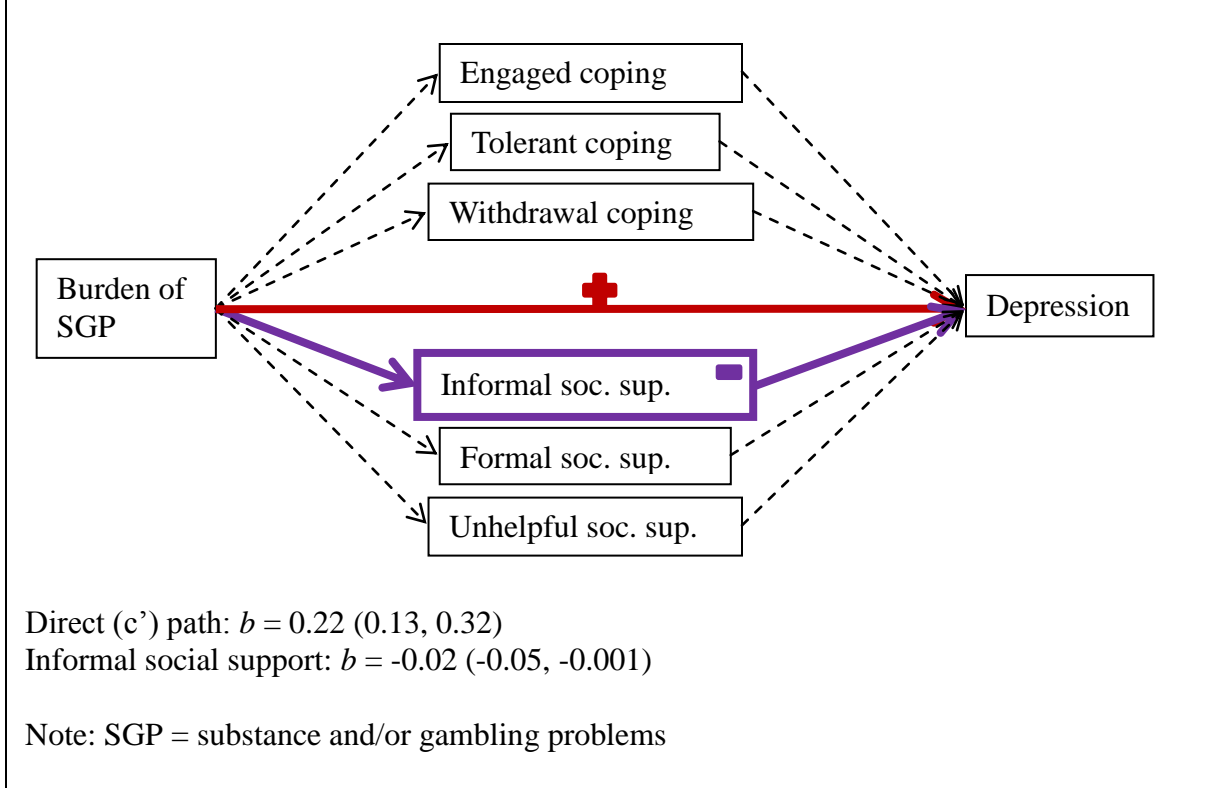 Engaged coping
Tolerant coping
Withdrawal coping
Burden of
SGP
Depression
Informal soc. sup.
Formal soc. sup.
Unhelpful soc. sup.
Direct (c’) path: b = 0.22 (0.13, 0.32)
Informal social support: b = -0.02 (-0.05, -0.001)
Note: SGP = substance and/or gambling problems